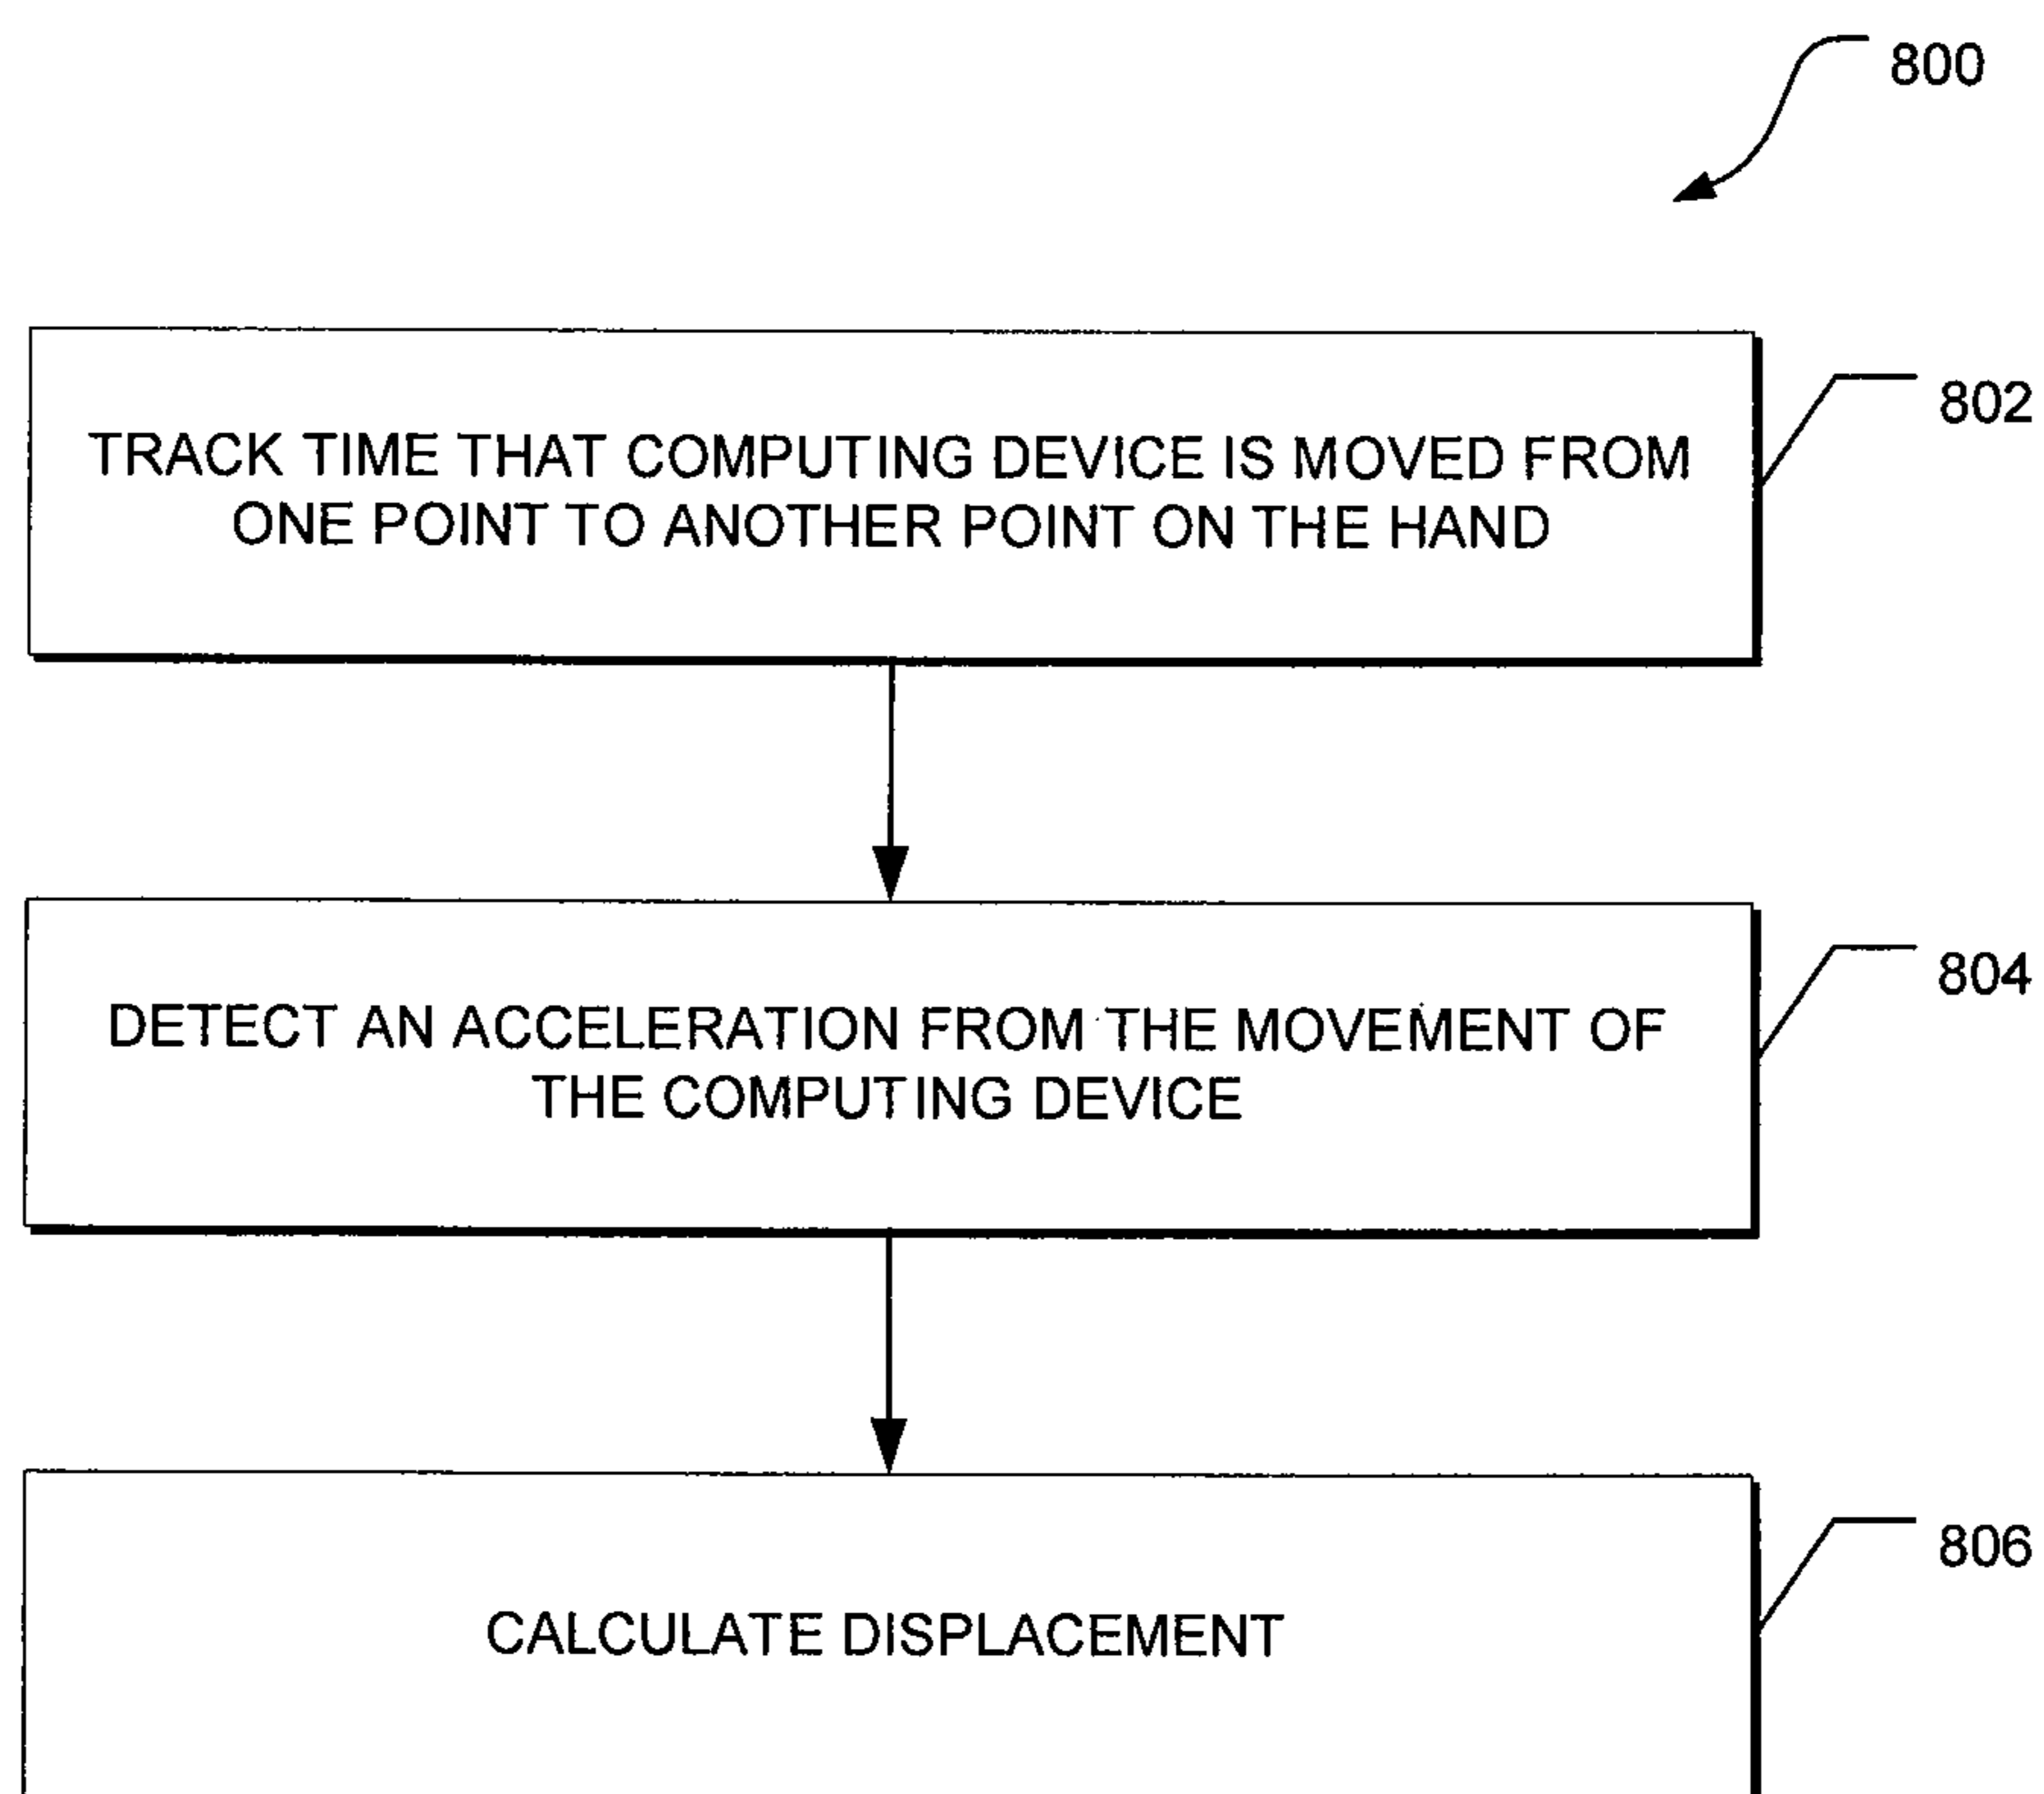 800
802
TRACK TIME THAT COMPUTING DEVICE IS MOVED FROM
ONE POINT TO ANOTHER POINT ON THE HAND
804
DETECT AN ACCELERATION FROM THE MOVEMENT OF
THE COMPUTING DEVICE
806
CALCULATE DISPLACEMENT